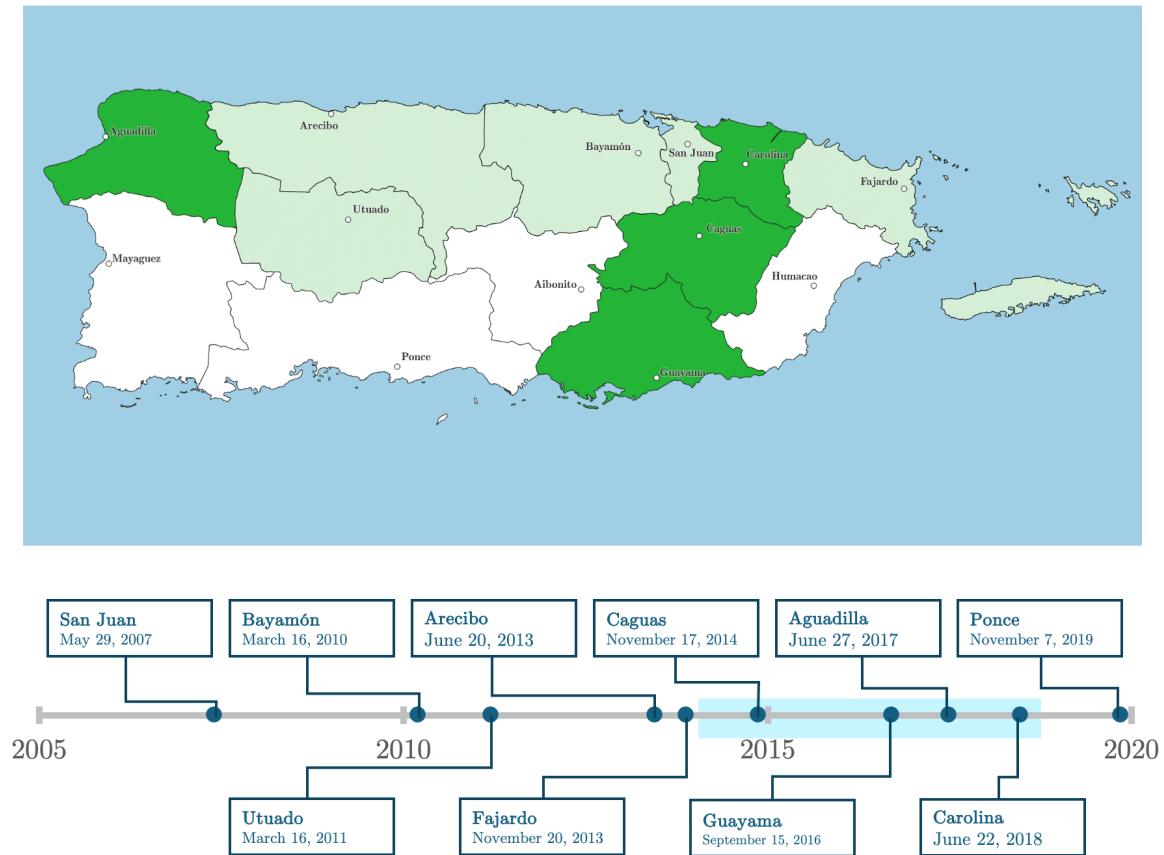 Arecibo
Aguadilla
Bayamón
San Juan
Carolina
Fajardo
Utuado
Caguas
Mayaguez
Humacao
Aibonito
Ponce
Guayama
San Juan
May 29, 2007
Bayamón
March 16, 2010
Arecibo
June 20, 2013
Caguas
November 17, 2014
Aguadilla
June 27, 2017
Ponce
November 7, 2019
2005
2010
2015
2020
Utuado
March 16, 2011
Fajardo
November 20, 2013
Guayama
September 15, 2016
Carolina
June 22, 2018